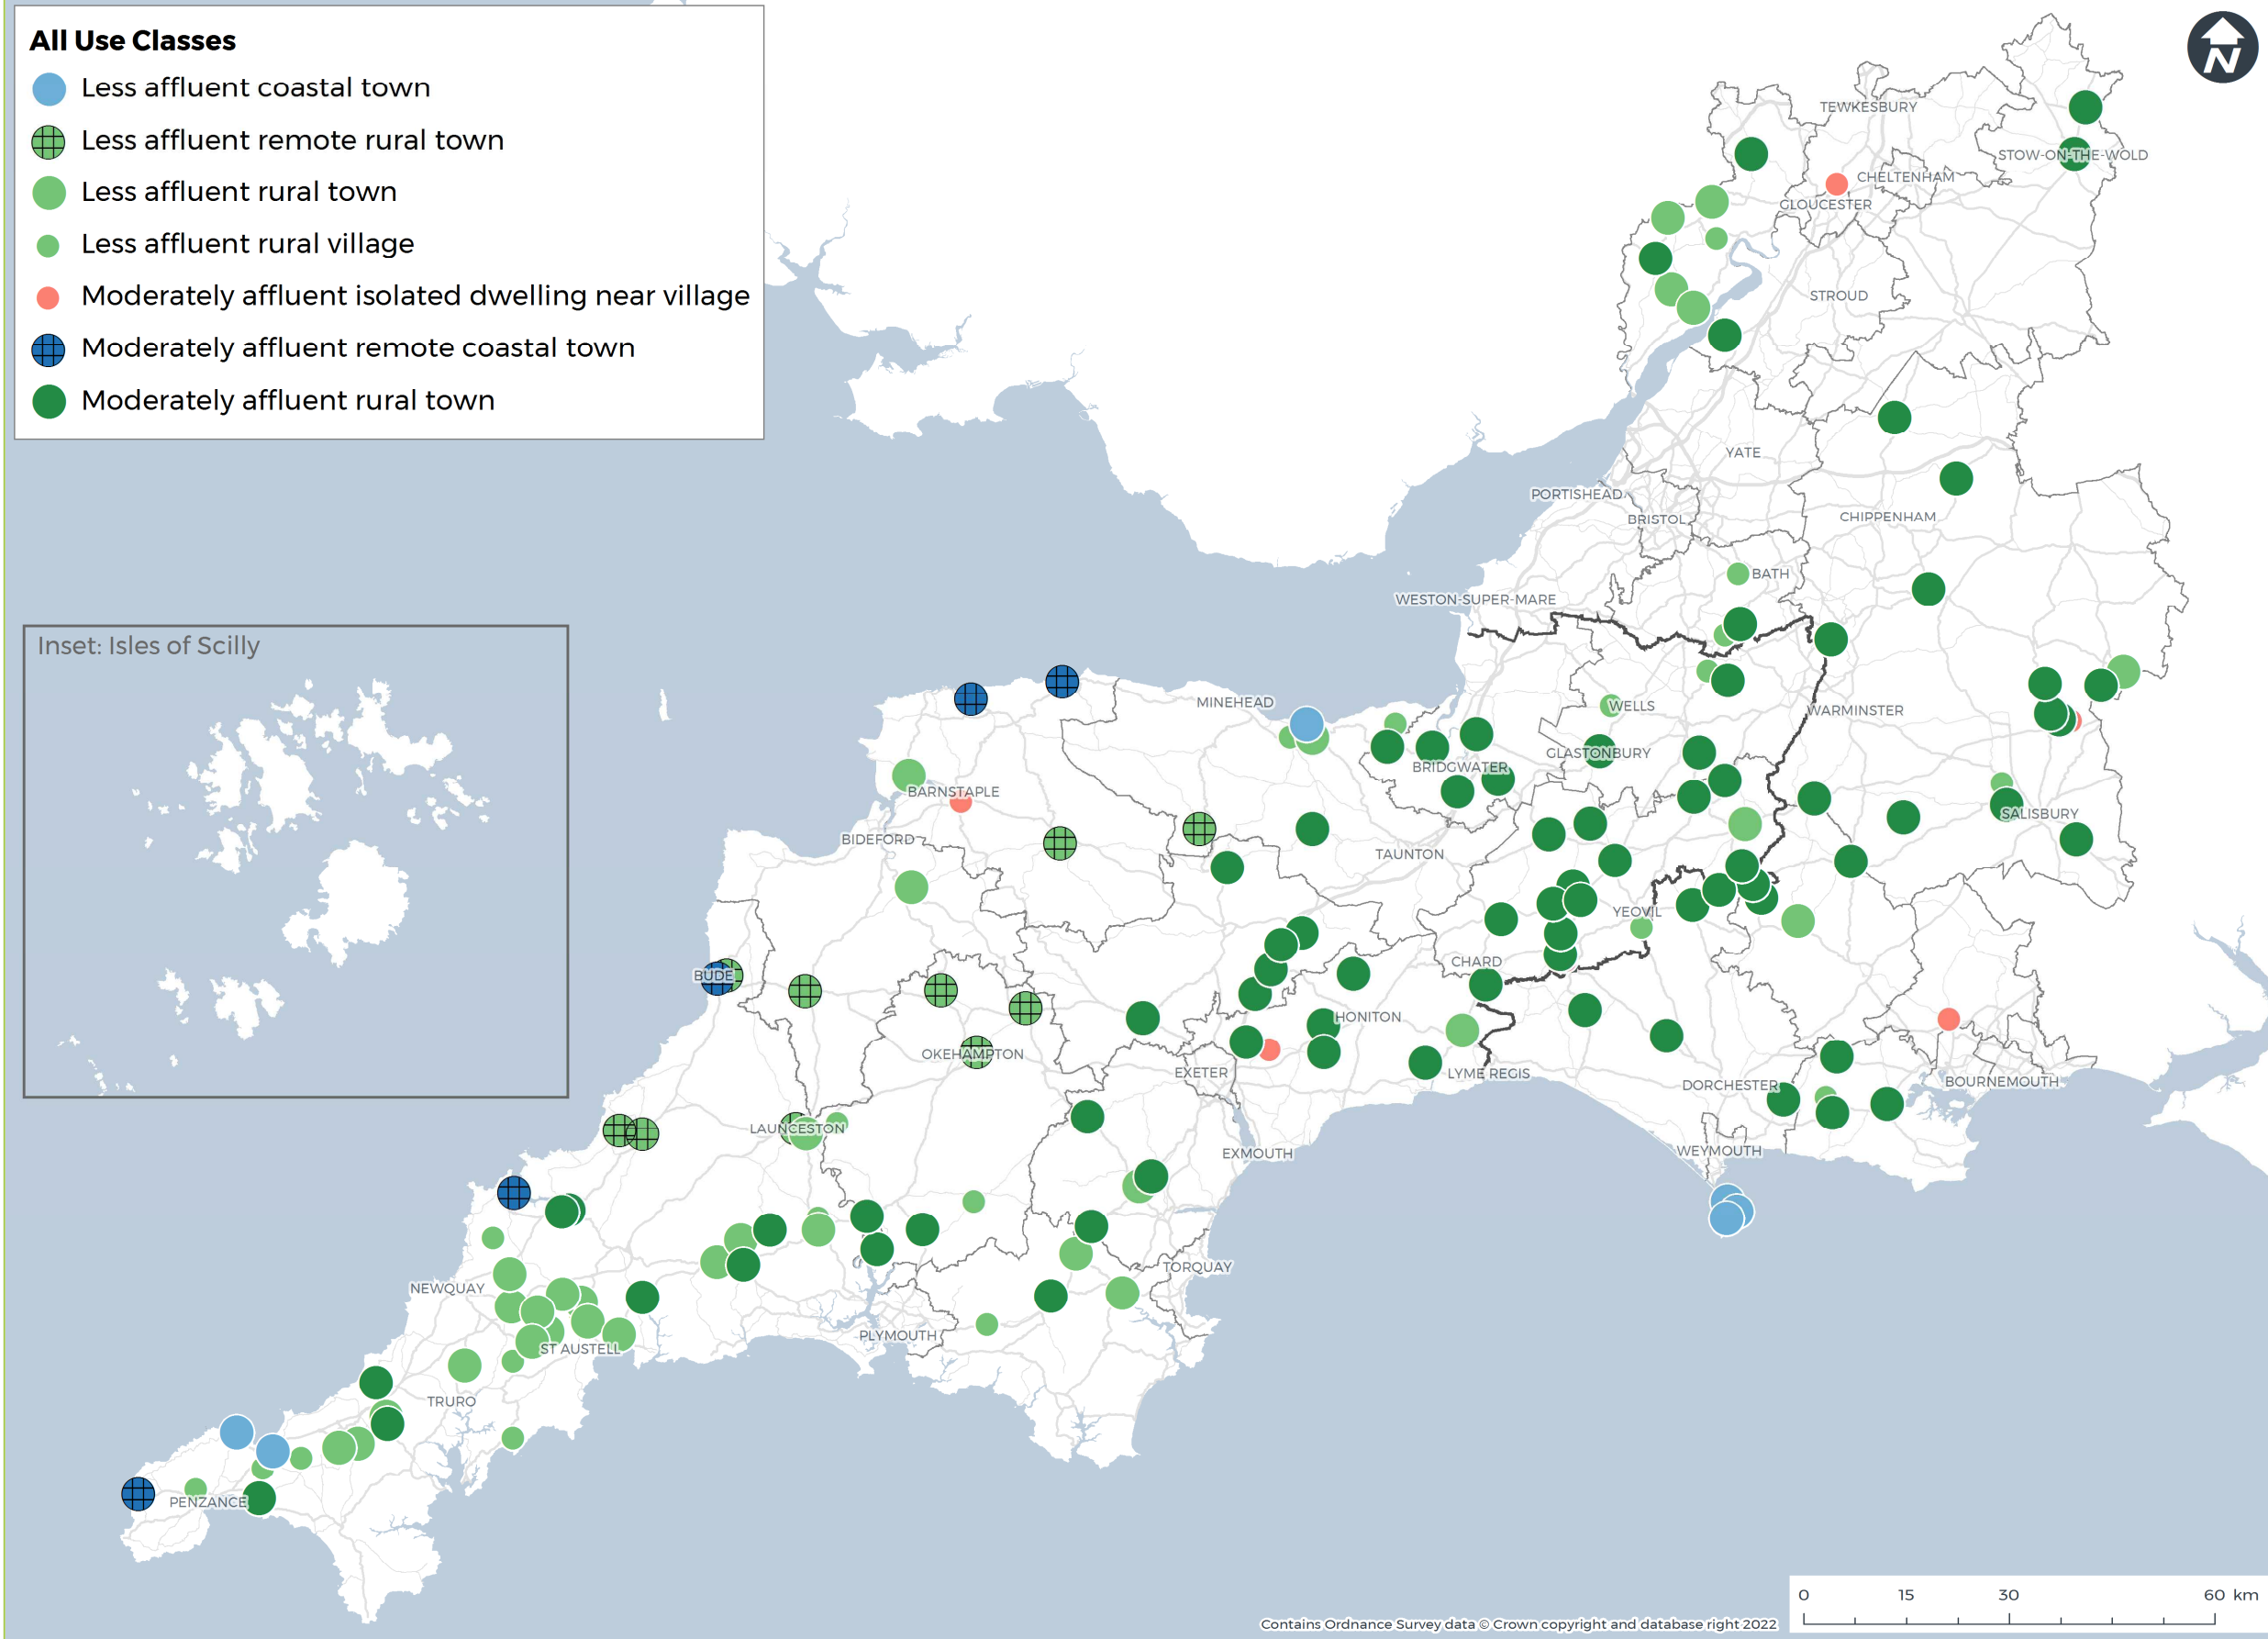 All Use Classes
Less affluent coastal town
Less affluent remote rural town
Less affluent rural town
Less affluent rural village
Moderately affluent isolated dwelling near village
Moderately affluent remote coastal town
Moderately affluent rural town
N
TEWKESBURY
STOW-ON-THE-WOLD
CHELTENHAM
GLOUCESTER
STROUD
YATE
PORTISHEAD
BRISTOL
CHIPPENHAM
BATH
WESTON-SUPER-MARE
Inset: Isles of Scilly
MINEHEAD
WELLS
WARMINSTER
GLASTONBURY
BRIDGWATER
BARNSTAPLE
SALISBURY
BIDEFORD
TAUNTON
YEOVIL
CHARD
BUDE
HONITON
OKEHAMPTON
EXETER
LYME REGIS
BOURNEMOUTH
DORCHESTER
LAUNCESTON
EXMOUTH
WEYMOUTH
TORQUAY
NEWQUAY
PLYMOUTH
ST AUSTELL
TRURO
PENZANCE
0 15 30 60 km
Contains Ordnance Survey data © Crown copyright and database right 2022